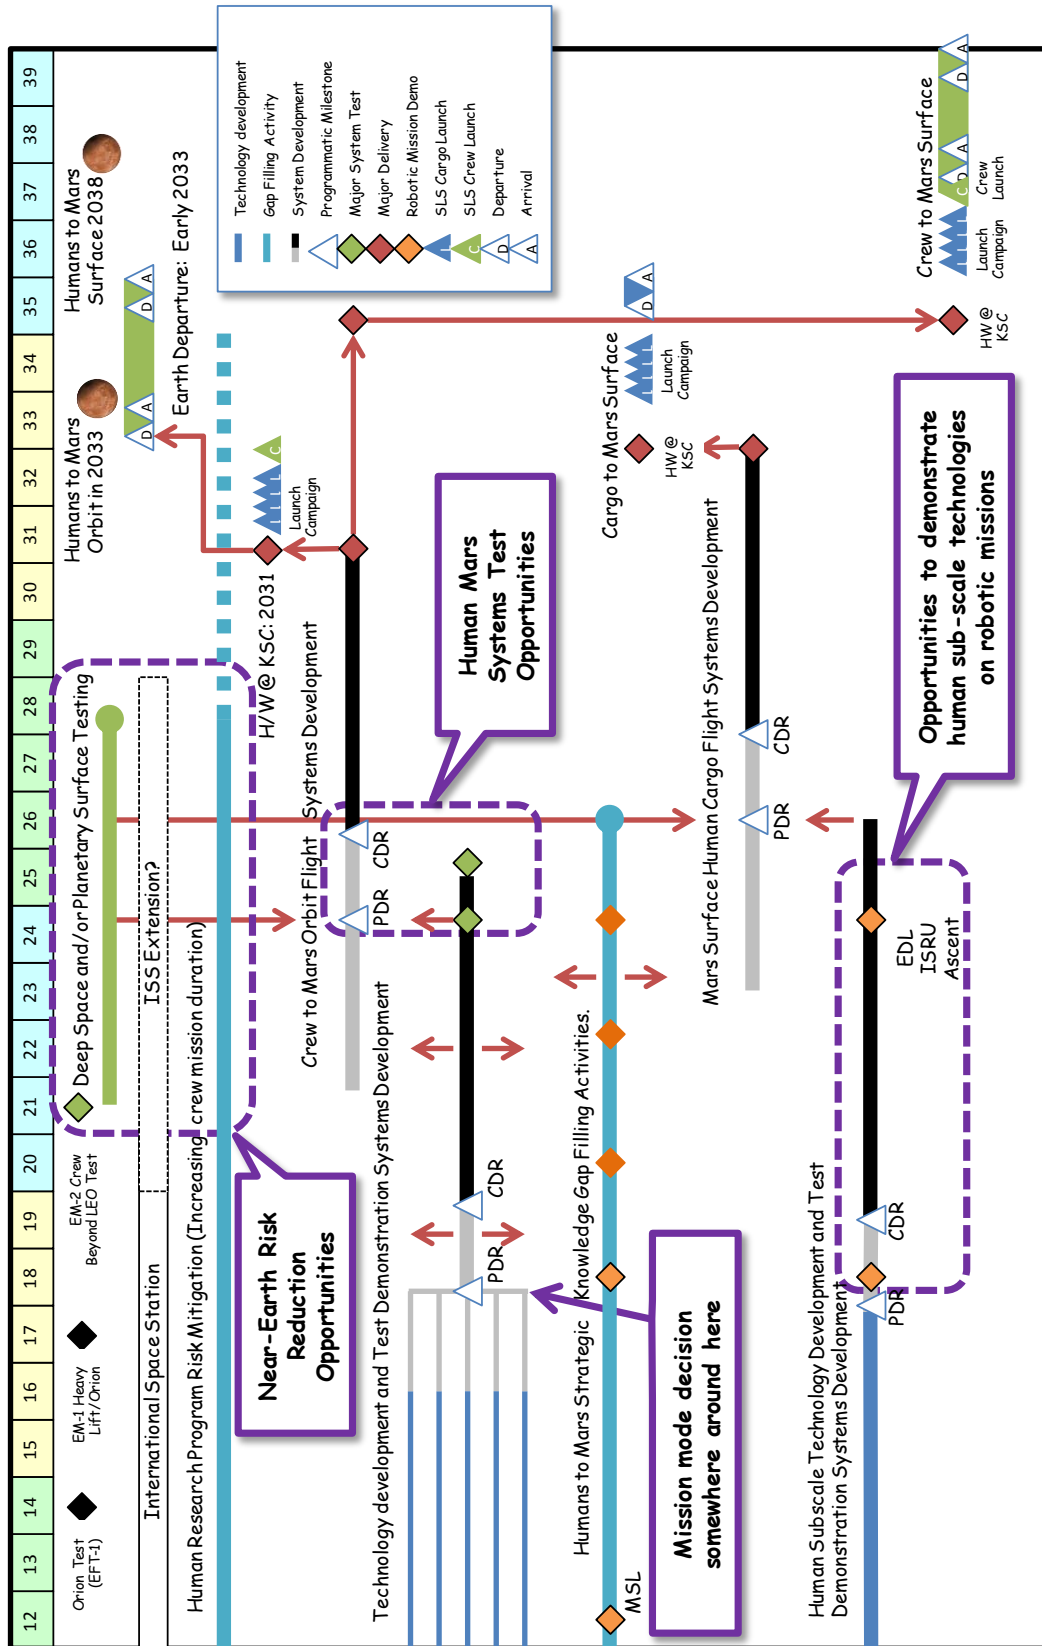 12 13 14 15 16 17 18 19 20 21 22 23 24 25 26 27 28 29 30 31 32 33 34 35 36 37 38 39
Orion Test
(EFT-1)
EM-1 Heavy
Lift/Orion
EM-2 Crew
Beyond LEO Test
Deep Space and/or Planetary Surface Testing
Humans to Mars
Orbit in 2033
Humans to Mars
Surface 2038
D A D A
Earth Departure: Early 2033
International Space Station
ISS Extension?
Human Research Program Risk Mitigation (Increasing crew mission duration)
H/W @ KSC: 2031
L L L L C
Launch
Campaign
Near-Earth Risk
Reduction
Opportunities
Crew to Mars Orbit Flight Systems Development
PDR CDR
Human Mars
Systems Test
Opportunities
Technology development
Gap Filling Activity
System Development
Programmatic Milestone
Major System Test
Major Delivery
Robotic Mission Demo
L SLS Cargo Launch
C SLS Crew Launch
D Departure
A Arrival
Technology development and Test Demonstration Systems Development
PDR CDR
Mission mode decision
somewhere around here
Humans to Mars Strategic Knowledge Gap Filling Activities.
MSL
Cargo to Mars Surface
HW @
KSC
L L L L L
Launch
Campaign
D A
Mars Surface Human Cargo Flight Systems Development
PDR CDR
Human Subscale Technology Development and Test
Demonstration Systems Development
PDR CDR
EDL
ISRU
Ascent
Opportunities to demonstrate
human sub-scale technologies
on robotic missions
Crew to Mars Surface
HW @
KSC
L L L L L C D A D A
Launch
Campaign
Crew
Launch